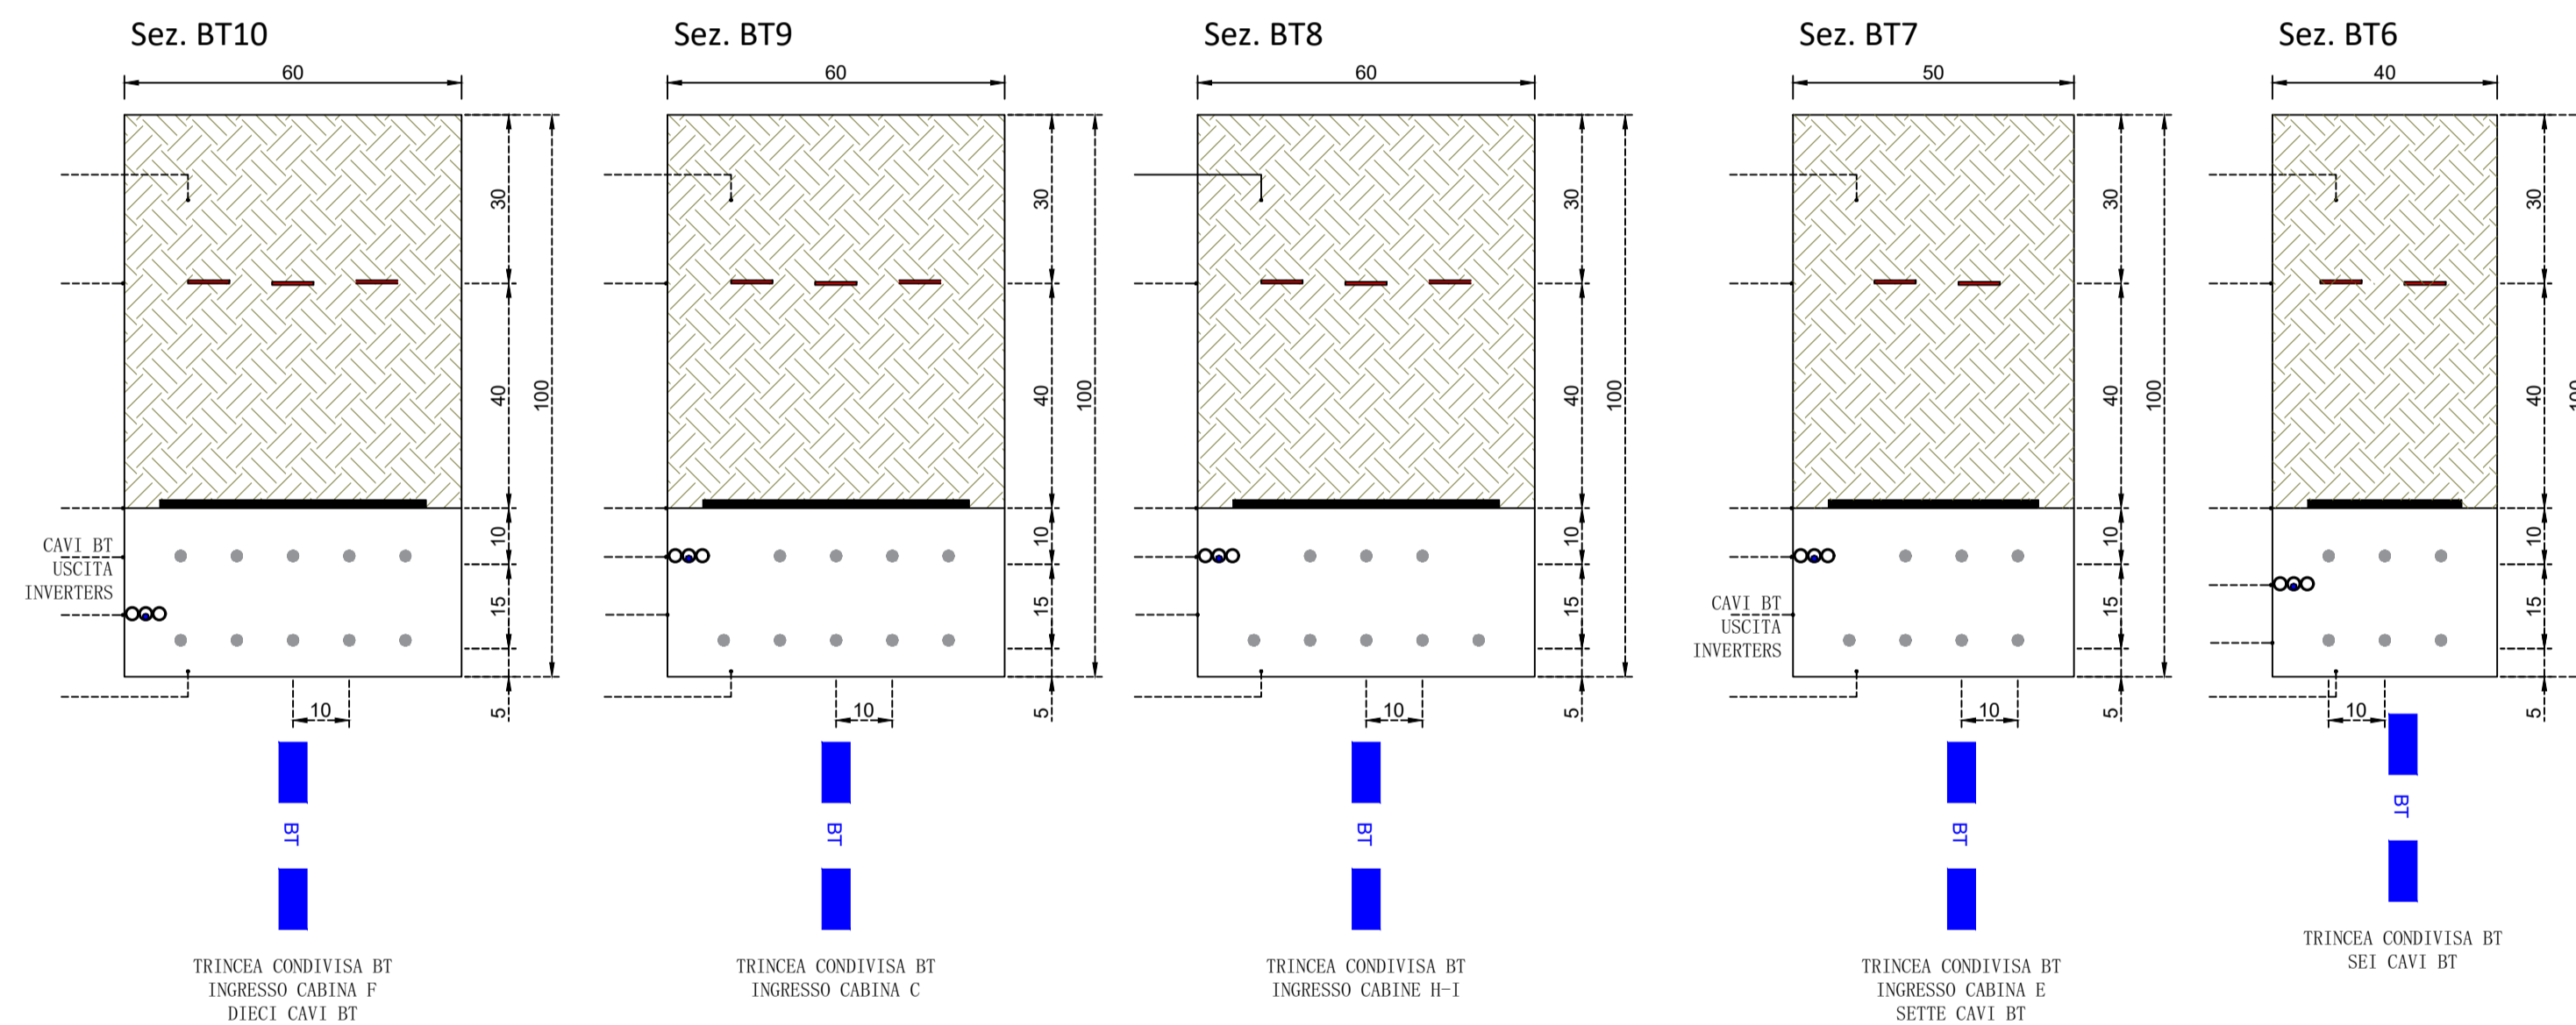 Sez. BT10
60
30
40
100
10
15
5
10
CAVI BT
USCITA
INVERTERS
BT
TRINCEA CONDIVISA BT
INGRESSO CABINA F
DIECI CAVI BT
Sez. BT9
60
30
40
100
10
15
5
10
BT
TRINCEA CONDIVISA BT
INGRESSO CABINA C
Sez. BT8
60
30
40
100
10
15
5
10
BT
TRINCEA CONDIVISA BT
INGRESSO CABINE H-I
Sez. BT7
50
30
40
100
10
15
5
10
CAVI BT
USCITA
INVERTERS
BT
TRINCEA CONDIVISA BT
INGRESSO CABINA E
SETTE CAVI BT
Sez. BT6
40
30
40
10
15
5
10
BT
TRINCEA CONDIVISA BT
SEI CAVI BT